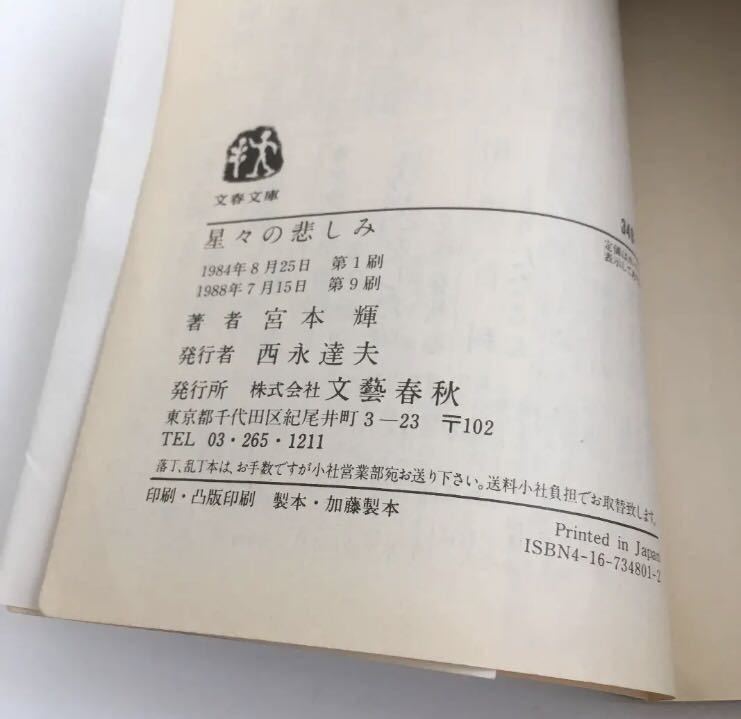 文春文庫
星々の悲しみ
1984年8月25日 第1刷
1988年7月15日 第9刷
著者 宮本輝
発行者 西永達夫
発行所 株式会社 文藝春秋
東京都千代田区紀尾井町3—23 〒102
TEL 03・265・1211
落丁、乱丁本は、お手数ですが小社営業部宛お送り下さい。送料小社負担でお取替致します。
印刷・凸版印刷 製本・加藤製本
Printed in Japan
ISBN4-16-734801-2